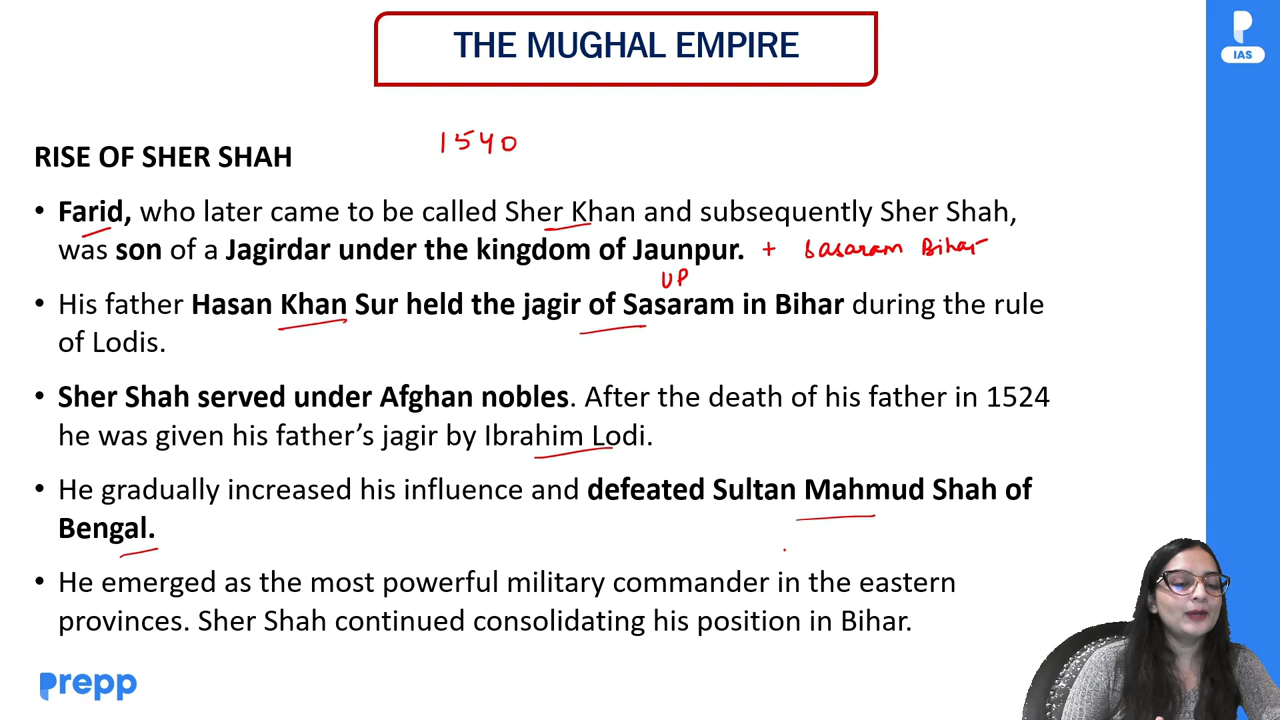 THE MUGHAL EMPIRE
P
IAS
1540
RISE OF SHER SHAH
• Farid, who later came to be called Sher Khan and subsequently Sher Shah,
was son of a Jagirdar under the kingdom of Jaunpur. + Sasaram Bihar
UP
• His father Hasan Khan Sur held the jagir of Sasaram in Bihar during the rule
of Lodis.
• Sher Shah served under Afghan nobles. After the death of his father in 1524
he was given his father’s jagir by Ibrahim Lodi.
• He gradually increased his influence and defeated Sultan Mahmud Shah of
Bengal.
• He emerged as the most powerful military commander in the eastern
provinces. Sher Shah continued consolidating his position in Bihar.
prepp